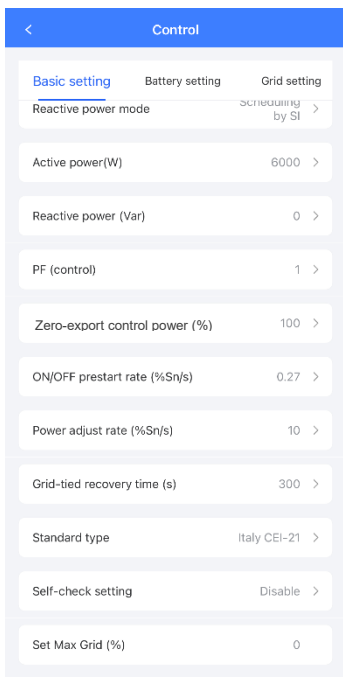 Control
Basic setting Battery setting Grid setting
Reactive power mode Scheduling
by SI
Active power(W) 6000
Reactive power (Var) 0
PF (control) 1
Zero-export control power (%) 100
ON/OFF prestart rate (%Sn/s) 0.27
Power adjust rate (%Sn/s) 10
Grid-tied recovery time (s) 300
Standard type Italy CEI-21
Self-check setting Disable
Set Max Grid (%) 0